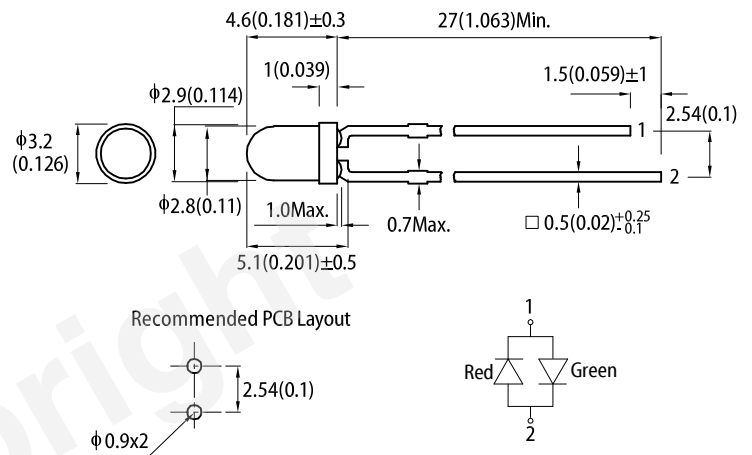 4.6(0.181)±0.3
27(1.063)Min.
1(0.039)
1.5(0.059)±1
ϕ2.9(0.114)
2.54(0.1)
ϕ3.2
(0.126)
1
2
ϕ2.8(0.11)
1.0Max.
0.7Max.
□ 0.5(0.02)+0.25
-0.1
5.1(0.201)±0.5
Recommended PCB Layout
2.54(0.1)
ϕ0.9x2
1
Red
Green
2
bright